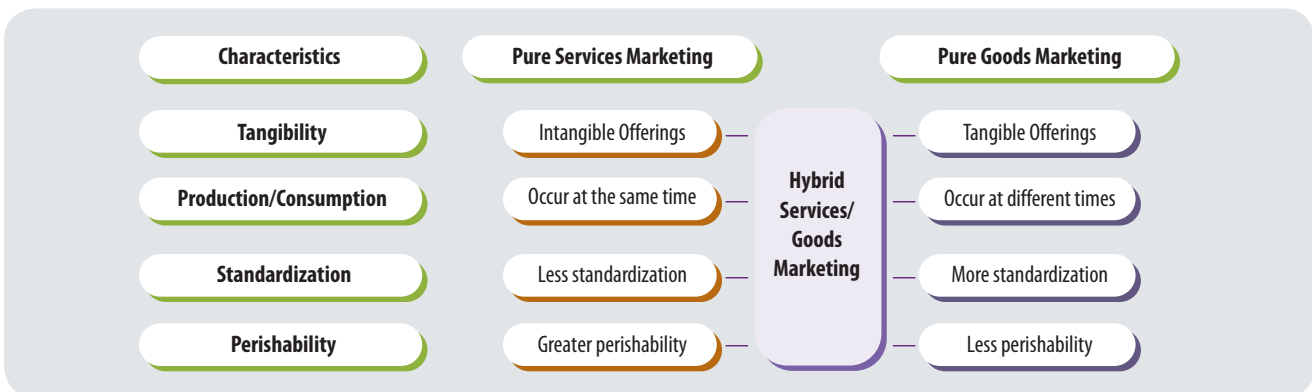 Characteristics
Pure Services Marketing
Pure Goods Marketing
Tangibility
Intangible Offerings
Tangible Offerings
Production/Consumption
Occur at the same time
Occur at different times
Hybrid
Services/
Goods
Marketing
Standardization
Less standardization
More standardization
Perishability
Greater perishability
Less perishability